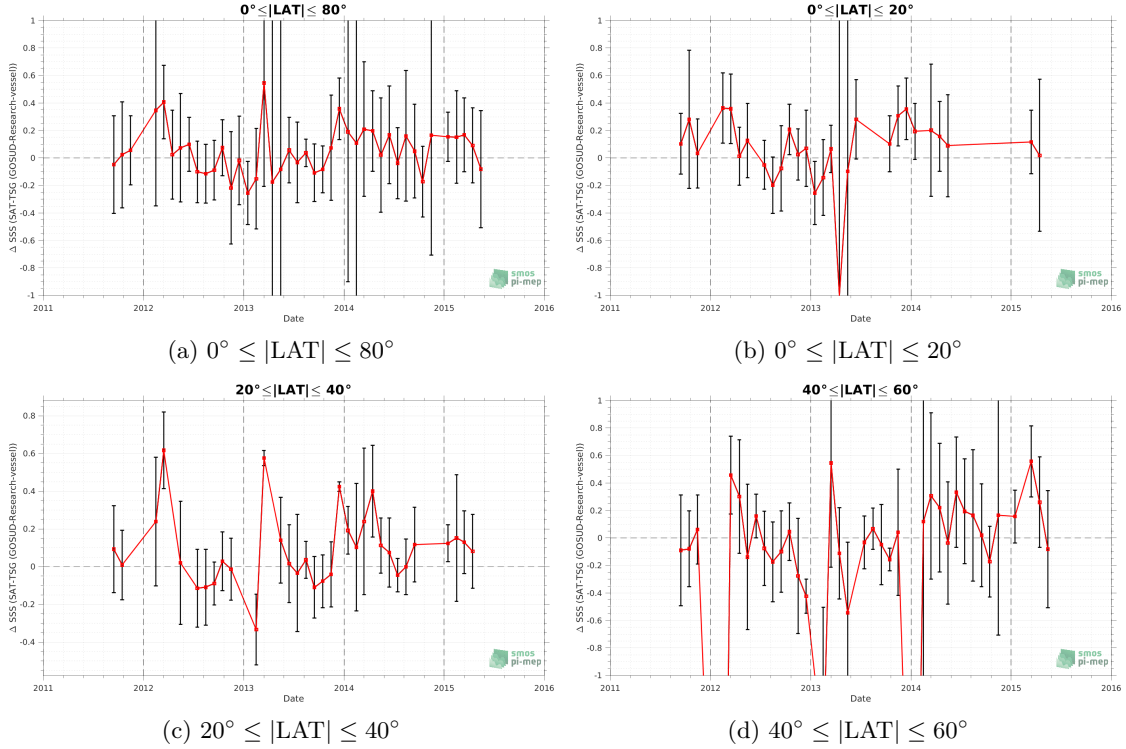 0°≤|LAT|≤ 80°
Δ SSS (SAT-TSG (GOSUD-Research-vessel))
1
0.8
0.6
0.4
0.2
0
-0.2
-0.4
-0.6
-0.8
-1
2011 2012 2013 2014 2015 2016
Date
smos
pi-mep
(a) 0° ≤ |LAT| ≤ 80°
0°≤|LAT|≤ 20°
Δ SSS (SAT-TSG (GOSUD-Research-vessel))
1
0.8
0.6
0.4
0.2
0
-0.2
-0.4
-0.6
-0.8
-1
2011 2012 2013 2014 2015 2016
Date
smos
pi-mep
(b) 0° ≤ |LAT| ≤ 20°
20°≤|LAT|≤ 40°
Δ SSS (SAT-TSG (GOSUD-Research-vessel))
0.8
0.6
0.4
0.2
0
-0.2
-0.4
2011 2012 2013 2014 2015 2016
Date
smos
pi-mep
(c) 20° ≤ |LAT| ≤ 40°
40°≤|LAT|≤ 60°
Δ SSS (SAT-TSG (GOSUD-Research-vessel))
1
0.8
0.6
0.4
0.2
0
-0.2
-0.4
-0.6
-0.8
-1
2011 2012 2013 2014 2015 2016
Date
smos
pi-mep
(d) 40° ≤ |LAT| ≤ 60°